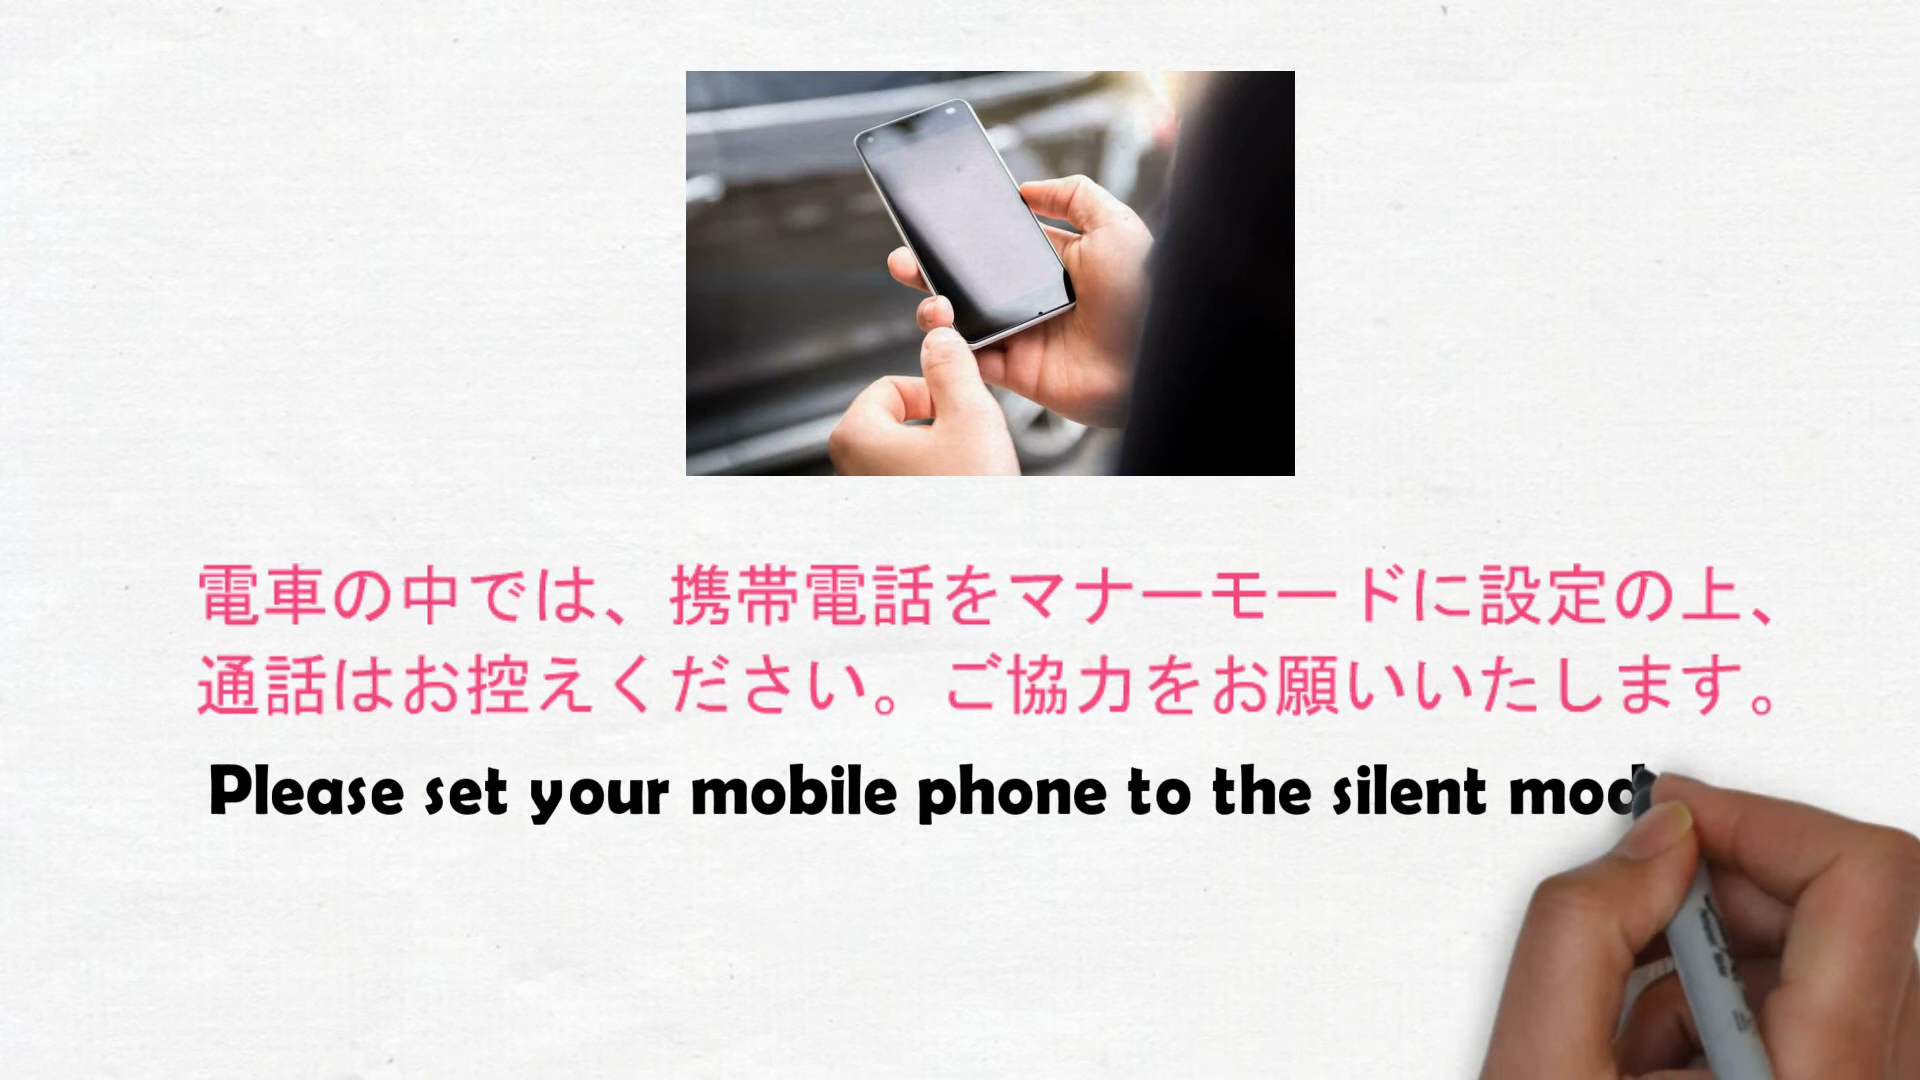 電車の中では、携帯電話をマナーモードに設定の上、
通話はお控えください。ご協力をお願いいたします。
Please set your mobile phone to the silent mod